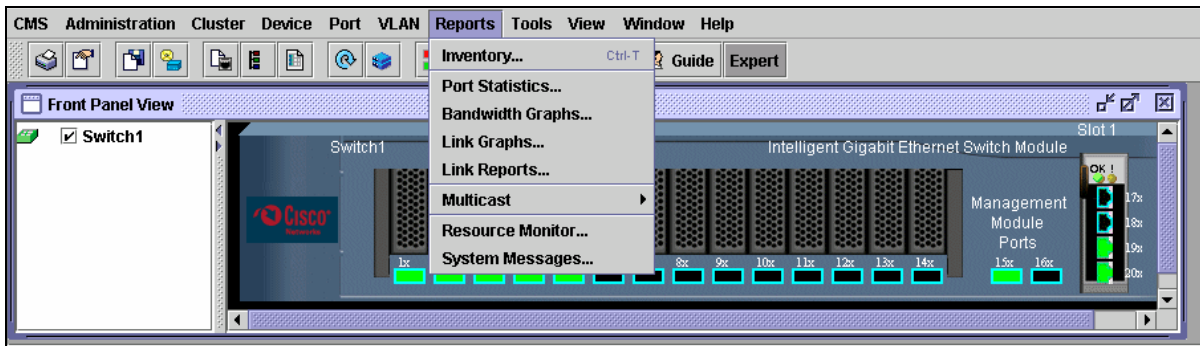 CMS Administration Cluster Device Port VLAN Reports Tools View Window Help
Guide Expert
Inventory... Ctrl-T
Port Statistics...
Bandwidth Graphs...
Link Graphs...
Link Reports...
Multicast
Resource Monitor...
System Messages...
Front Panel View
Switch1
Switch1
Intelligent Gigabit Ethernet Switch Module
Slot 1
OK !
Cisco
Networks
Management
Module
Ports
17x
18x
19x
20x
1x 8x 9x 10x 11x 12x 13x 14x 15x 16x